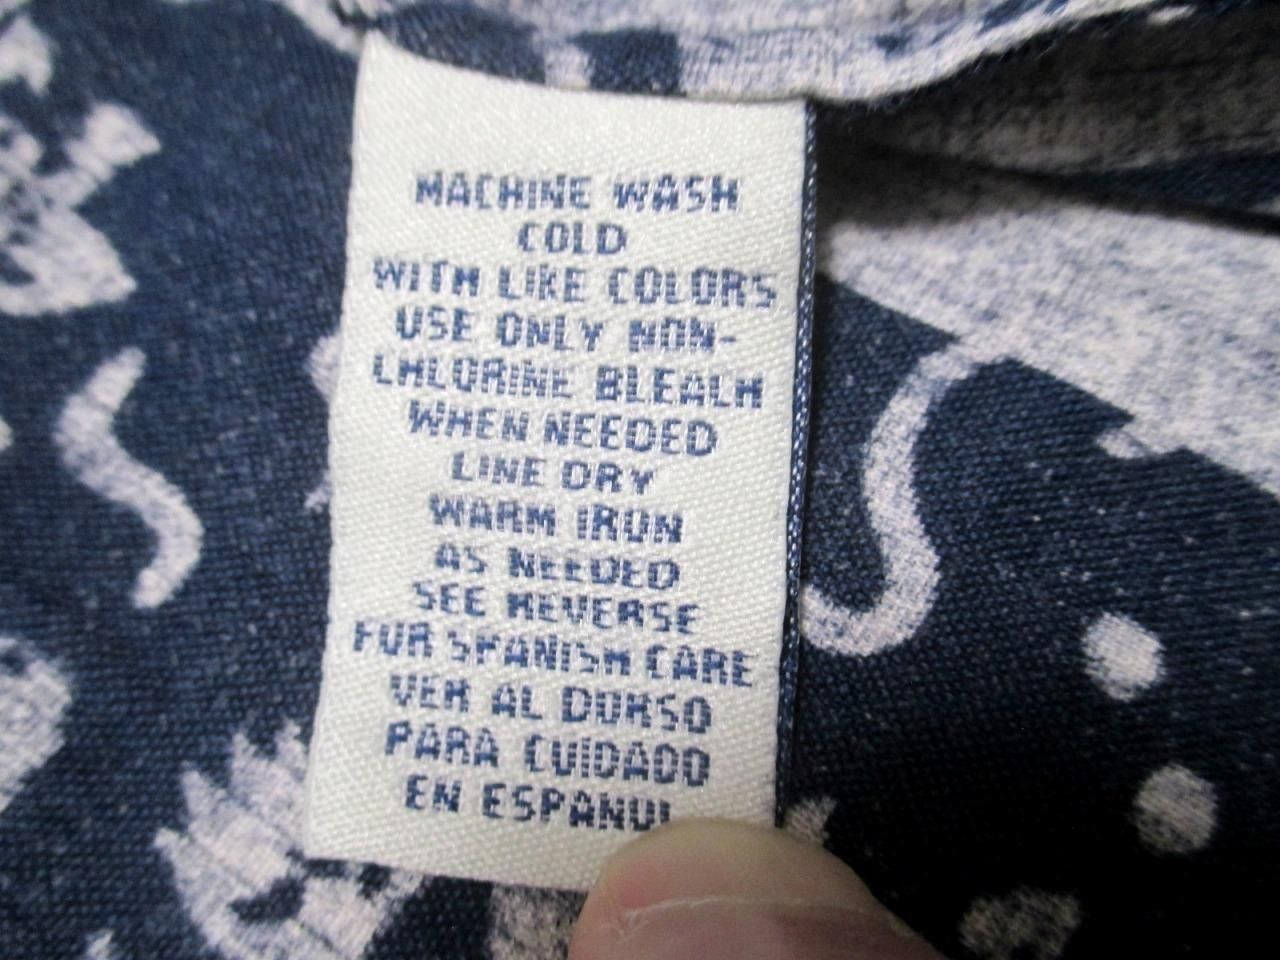 MACHINE WASH
COLD
WITH LIKE COLORS
USE ONLY NON-
CHLORINE BLEACH
WHEN NEEDED
LINE DRY
WARM IRON
AS NEEDED
SEE REVERSE
FOR SPANISH CARE
VER AL DORSO
PARA CUIDADO
EN ESPANOL